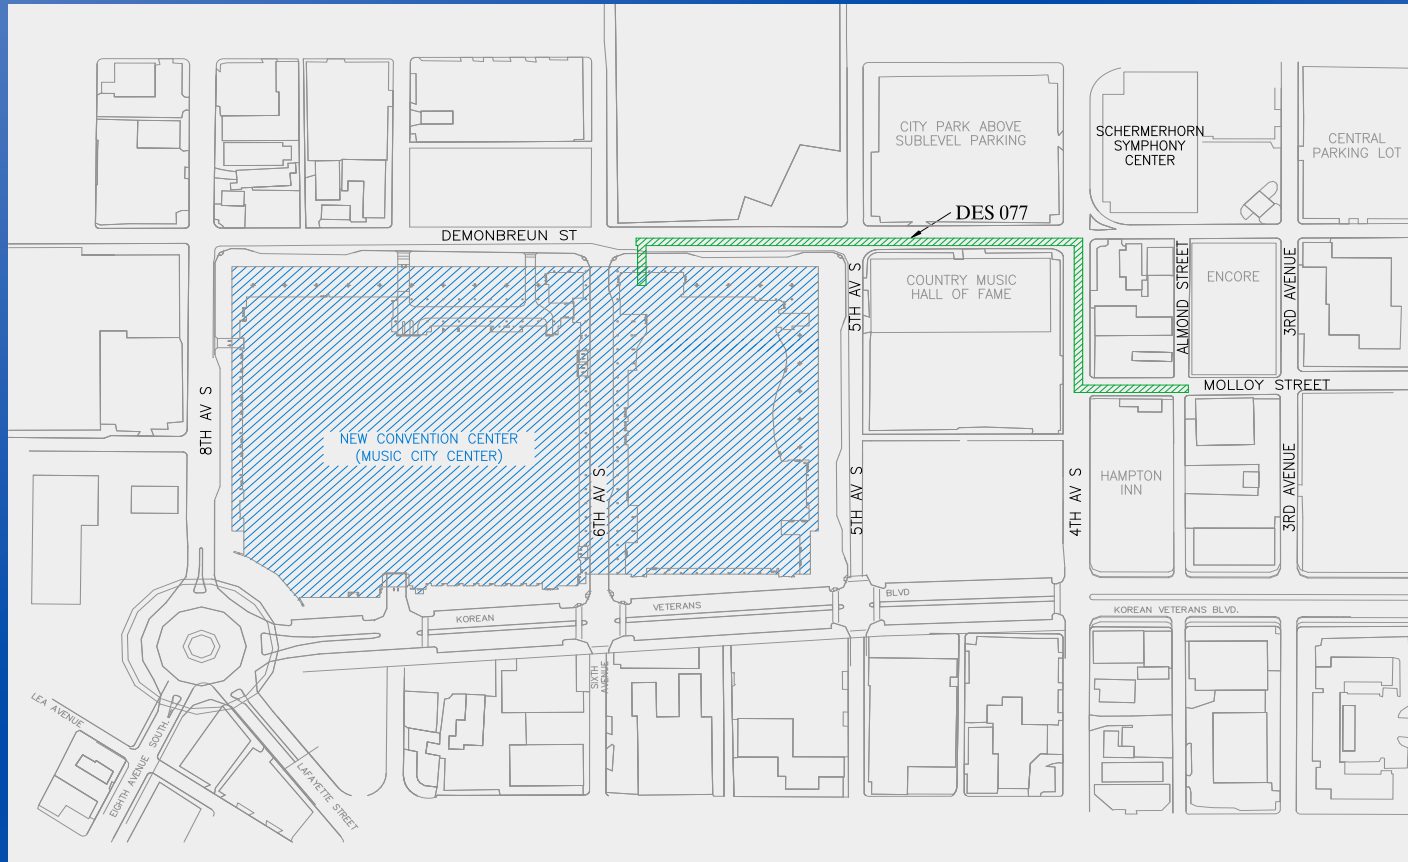 CITY PARK ABOVE
SUBLEVEL PARKING
SCHERMERHORN
SYMPHONY
CENTER
CENTRAL
PARKING LOT
DES 077
DEMONBREUN ST
COUNTRY MUSIC
HALL OF FAME
5TH AV S
ALMOND STREET
ENCORE
3RD AVENUE
MOLLOY STREET
8TH AV S
NEW CONVENTION CENTER
(MUSIC CITY CENTER)
6TH AV S
5TH AV S
4TH AV S
HAMPTON
INN
3RD AVENUE
KOREAN
VETERANS
BLVD
KOREAN VETERANS BLVD.
SIXTH
AVENUE
LEA AVENUE
EIGHTH AVENUE SOUTH.
LAFAYETTE STREET